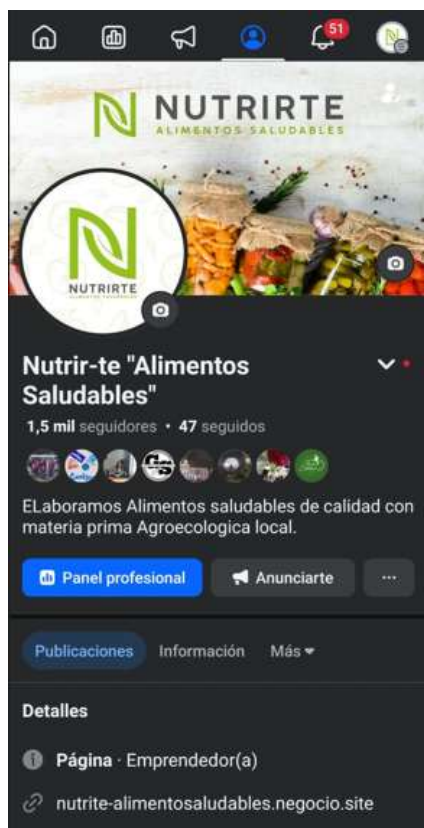 51
NUTRIRTE
ALIMENTOS SALUDABLES
NUTRIRTE
ALIMENTOS SALUDABLES
Nutrir-te "Alimentos
Saludables"
1,5 mil seguidores • 47 seguidos
ELaboramos Alimentos saludables de calidad con
materia prima Agroecologica local.
Panel profesional
Anunciarte
Publicaciones
Información
Más
Detalles
Página · Emprendedor(a)
nutrite-alimentosaludables.negocio.site